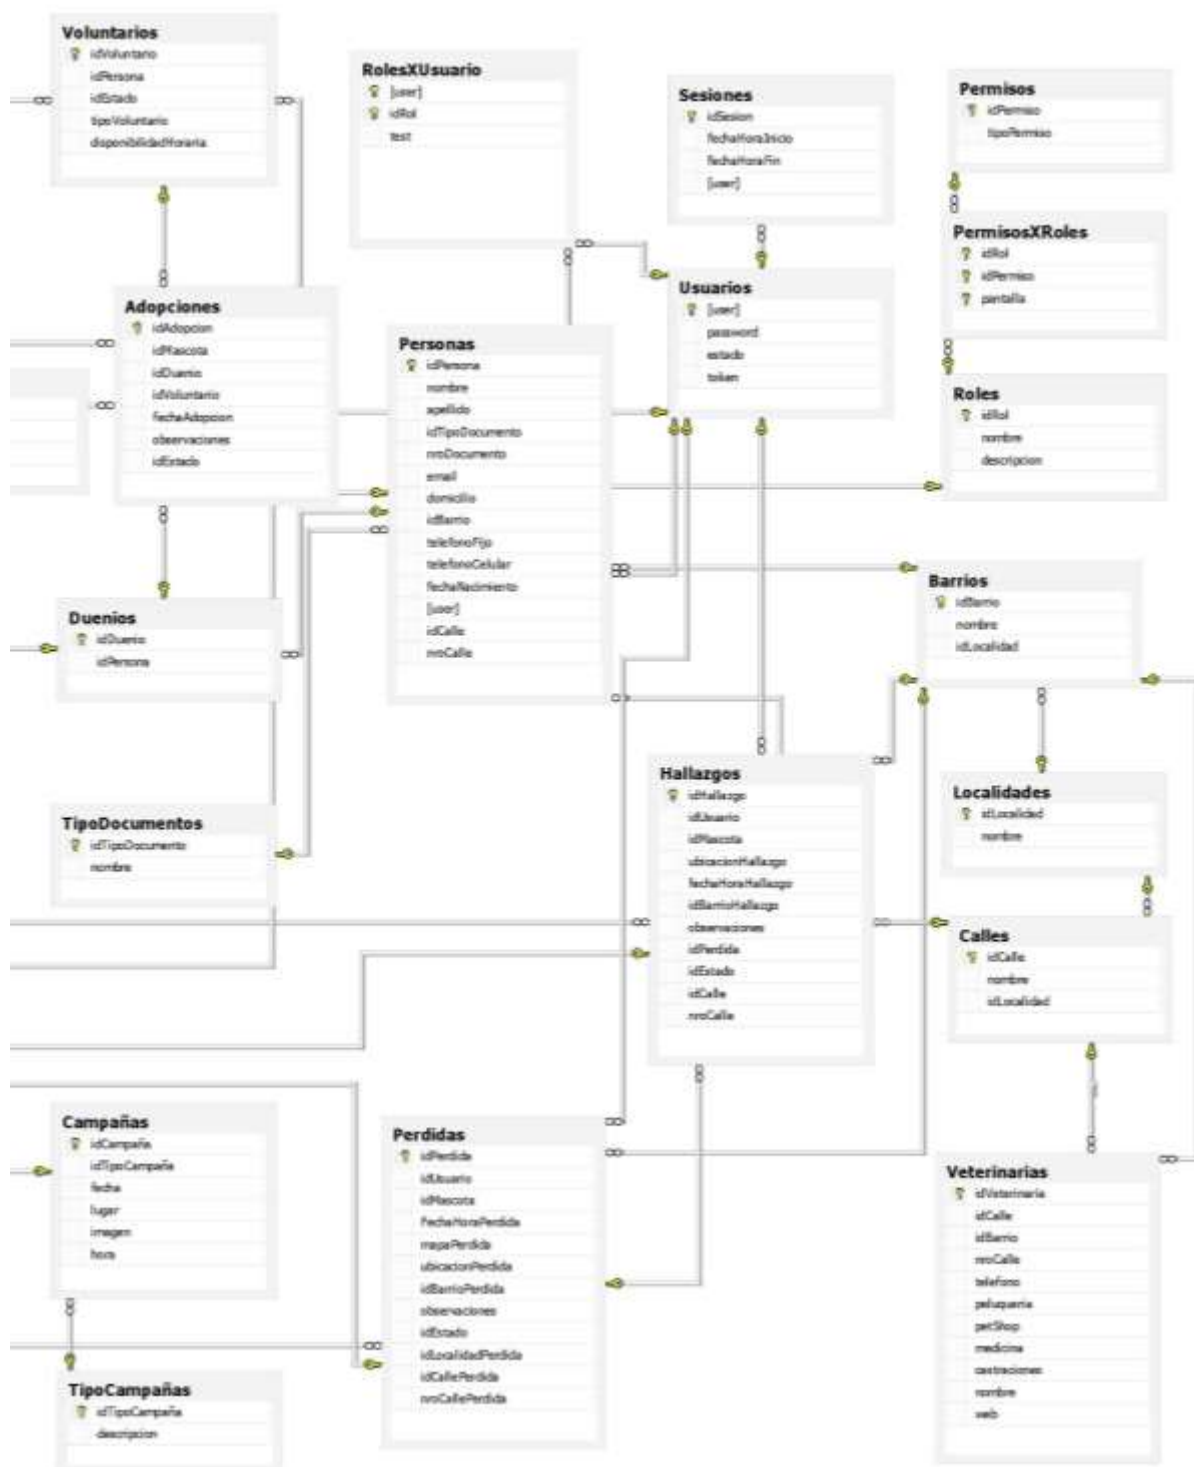 Voluntarios
idVoluntario
idPersona
idEstado
tipoVoluntario
disponibilidadHoraria
RolesXUsuario
[user]
idRol
test
Sesiones
idSesion
fechaHoraInicio
fechaHoraFin
[user]
Permisos
idPermiso
tipoPermiso
PermisosXRoles
idRol
idPermiso
pantalla
Adopciones
idAdopcion
idMascota
idDuenio
idVoluntario
fechaAdopcion
observaciones
idEstado
Personas
idPersona
nombre
apellido
idTipoDocumento
nroDocumento
email
domicilio
idBarrio
telefonoFijo
telefonoCelular
fechaNacimiento
[user]
idCalle
nroCalle
Usuarios
[user]
password
estado
token
Roles
idRol
nombre
descripcion
Duenios
idDuenio
idPersona
Barrios
idBarrio
nombre
idLocalidad
TipoDocumentos
idTipoDocumento
nombre
Hallazgos
idHallazgo
idUsuario
idMascota
ubicacionHallazgo
fechaHoraHallazgo
idBarrioHallazgo
observaciones
idPerdida
idEstado
idCalle
nroCalle
Localidades
idLocalidad
nombre
Calles
idCalle
nombre
idLocalidad
Campañas
idCampaña
idTipoCampaña
fecha
lugar
imagen
hora
Perdidas
idPerdida
idUsuario
idMascota
FechaHoraPerdida
mapaPerdida
ubicacionPerdida
idBarrioPerdida
observaciones
idEstado
idLocalidadPerdida
idCallePerdida
nroCallePerdida
Veterinarias
idVeterinaria
idCalle
idBarrio
nroCalle
telefono
peluqueria
petShop
medicina
castraciones
nombre
web
TipoCampañas
idTipoCampaña
descripcion